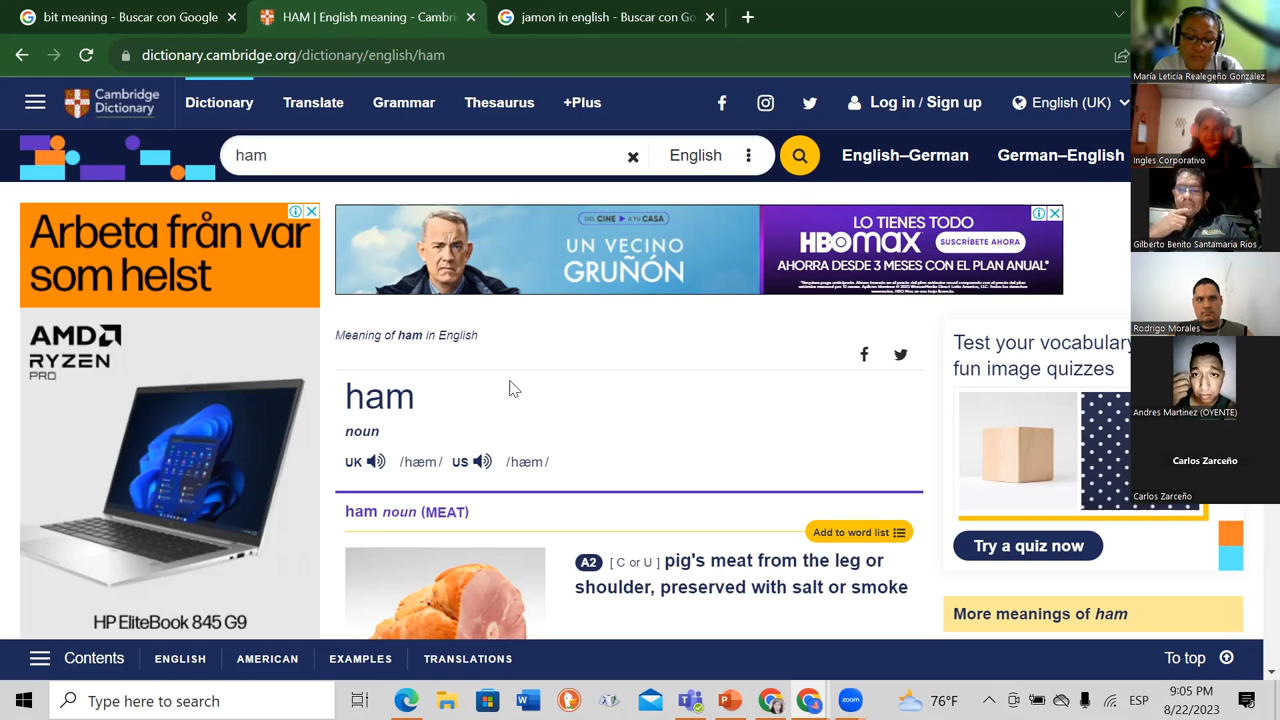 bit meaning - Buscar con Google
HAM | English meaning - Cambri
jamon in english - Buscar con Go
dictionary.cambridge.org/dictionary/english/ham
Cambridge
Dictionary
Dictionary
Translate
Grammar
Thesaurus
+Plus
Log in / Sign up
English (UK)
ham
English
English–German
German–English
Arbeta från var
som helst
AMD
RYZEN
PRO
HP EliteBook 845 G9
DEL CINE A TU CASA
UN VECINO
GRUÑÓN
LO TIENES TODO
HBOMAX
SUSCRÍBETE AHORA
AHORA DESDE 3 MESES CON EL PLAN ANUAL*
Meaning of ham in English
ham
noun
UK /hæm/ US /hæm/
ham noun (MEAT)
Add to word list
A2 [ C or U ] pig's meat from the leg or
shoulder, preserved with salt or smoke
Test your vocabulary
fun image quizzes
Try a quiz now
More meanings of ham
Contents
ENGLISH
AMERICAN
EXAMPLES
TRANSLATIONS
To top
María Leticia Realegeño González
Ingles Corporativo
Gilberto Benito Santamaria Rios
Rodrigo Morales
Andres Martinez (OYENTE)
Carlos Zarceño
Carlos Zarceño
Type here to search
zoom
76°F
ESP
9:05 PM
8/22/2023